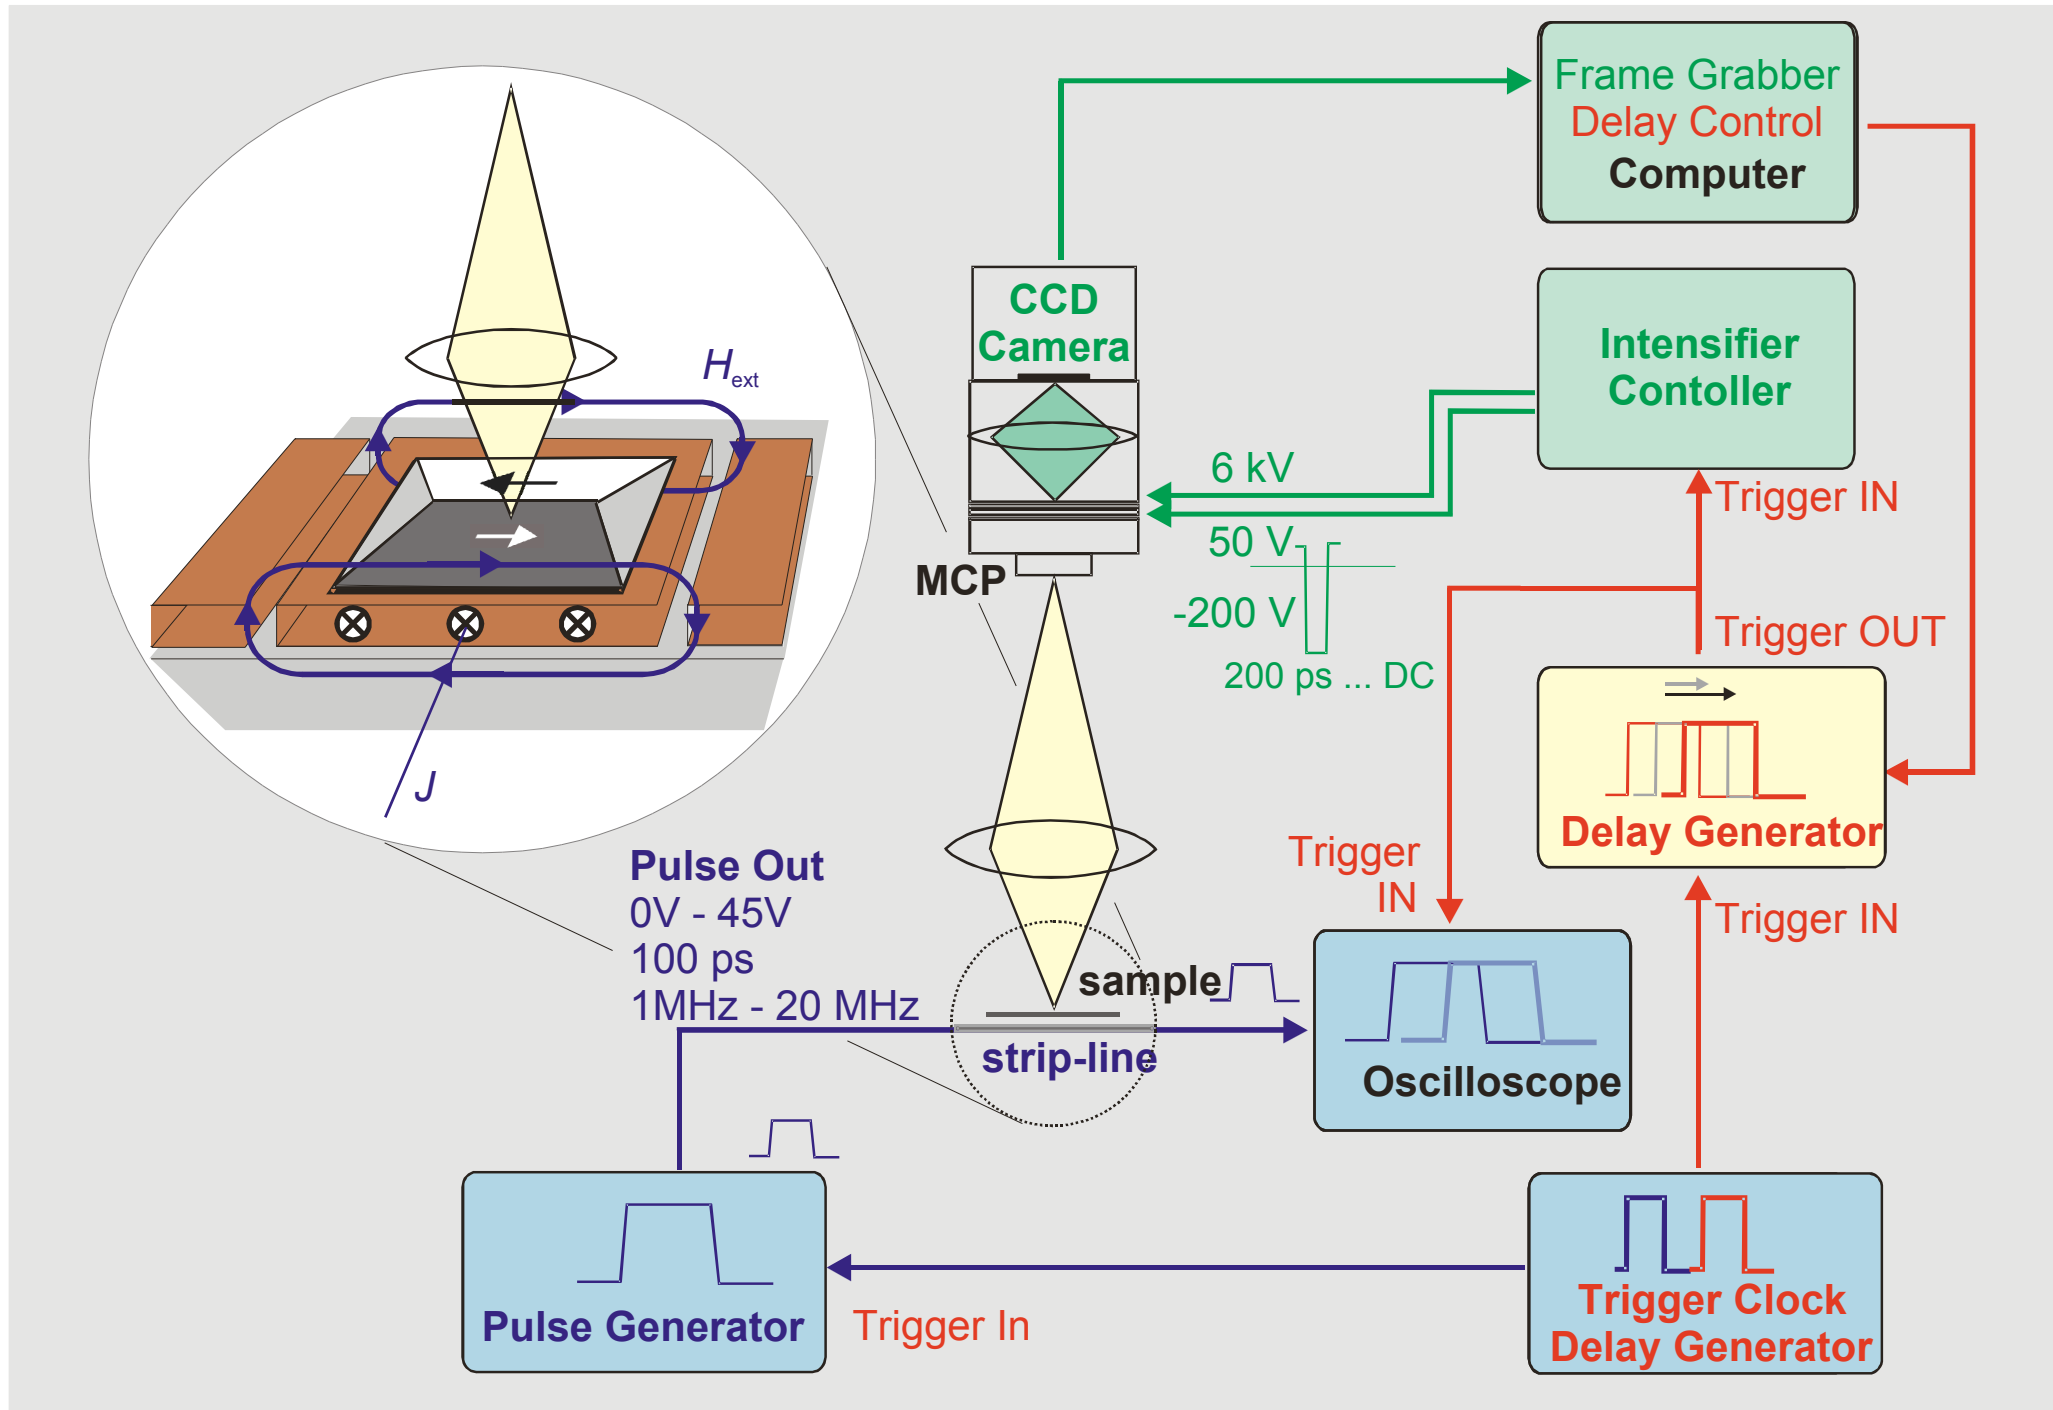 Frame Grabber
Delay Control
Computer
CCD
Camera
H ext
Intensifier
Contoller
6 kV
Trigger IN
50 V
MCP
-200 V
Trigger OUT
200 ps ... DC
J
Delay Generator
Pulse Out
0V - 45V
100 ps
1MHz - 20 MHz
Trigger
IN
Trigger IN
sample
strip-line
Oscilloscope
Pulse Generator
Trigger In
Trigger Clock
Delay Generator